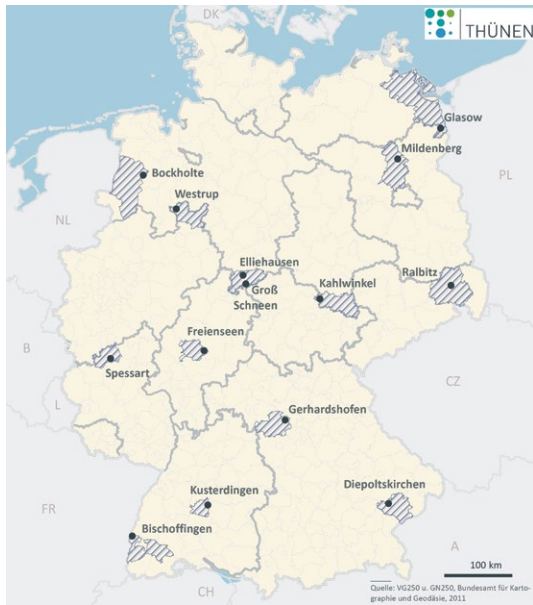 DK
THÜNEN
Glasow
Mildenberg
PL
Bockholte
Westrup
NL
Elliehausen
Groß
Schneen
Kahlwinkel
Ralbitz
Freienseen
B
Spessart
CZ
L
Gerhardshofen
Kusterdingen
Diepoltskirchen
FR
Bischoffingen
A
100 km
CH
Quelle: VG250 u. GN250, Bundesamt für Karto-
graphie und Geodäsie, 2011